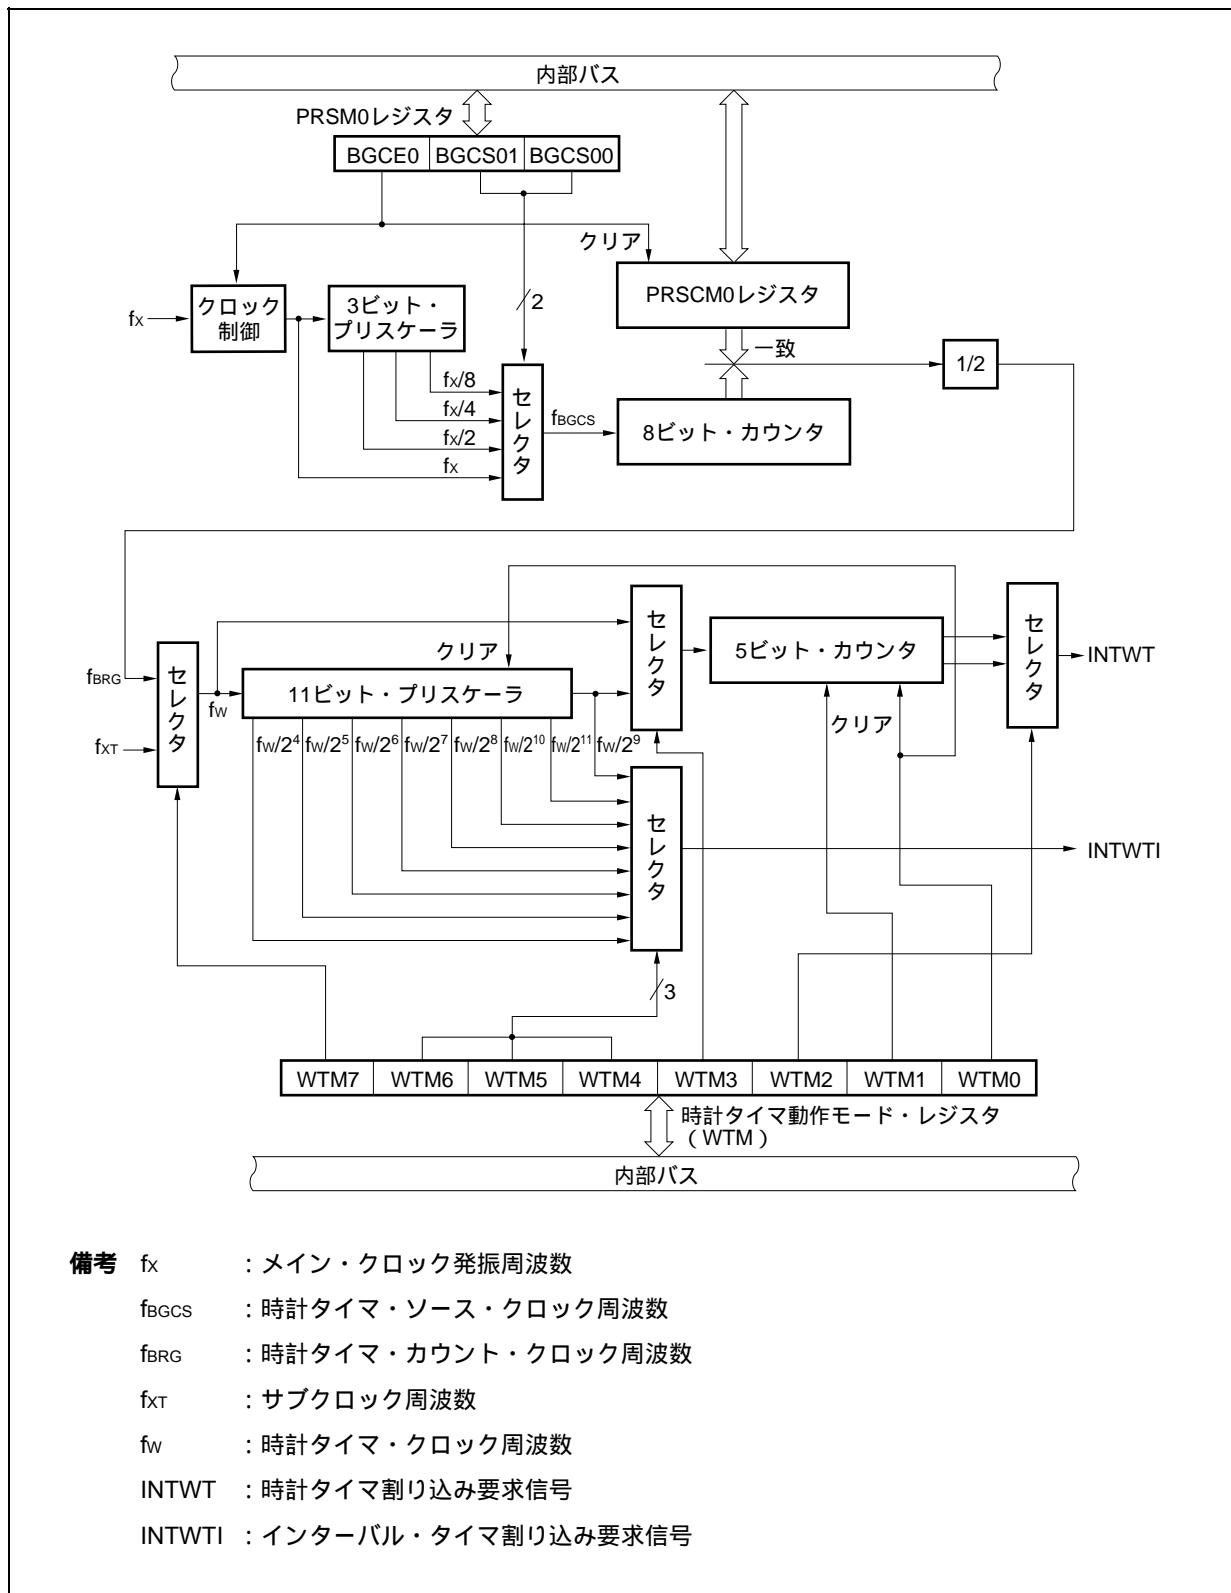 内部バス
PRSM0レジスタ
BGCE0 BGCS01 BGCS00
クリア
PRSCM0レジスタ
fX
クロック
制御
3ビット・
プリスケーラ
2
一致
1/2
fX/8
fX/4
fX/2
fX
セレクタ
fBGCS
8ビット・カウンタ
fBRG
fXT
セレクタ
fW
クリア
11ビット・プリスケーラ
fW/2⁴ fW/2⁵ fW/2⁶ fW/2⁷ fW/2⁸ fW/2¹⁰ fW/2¹¹ fW/2⁹
セレクタ
5ビット・カウンタ
クリア
セレクタ
INTWT
セレクタ
INTWTI
3
WTM7 WTM6 WTM5 WTM4 WTM3 WTM2 WTM1 WTM0
時計タイマ動作モード・レジスタ
(WTM)
内部バス
備考 fX :メイン・クロック発振周波数
fBGCS :時計タイマ・ソース・クロック周波数
fBRG :時計タイマ・カウント・クロック周波数
fXT :サブクロック周波数
fW :時計タイマ・クロック周波数
INTWT :時計タイマ割り込み要求信号
INTWTI :インターバル・タイマ割り込み要求信号